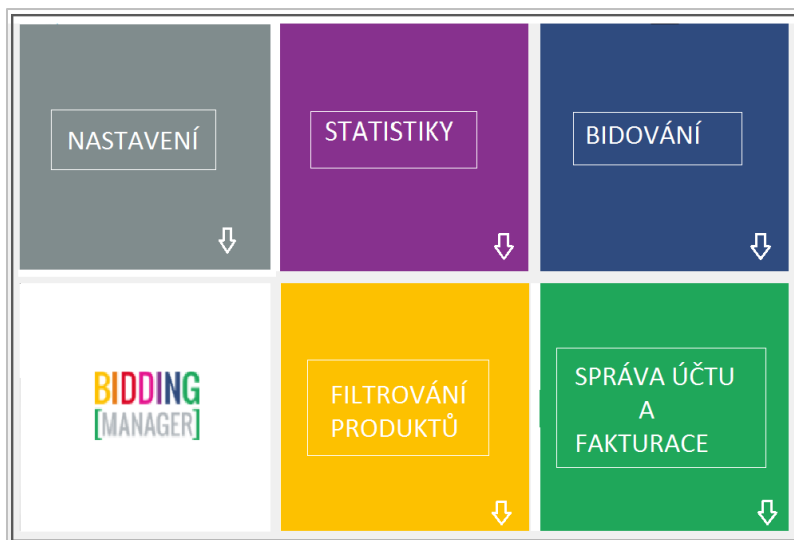 NASTAVENÍ
STATISTIKY
BIDOVÁNÍ
BIDDING
[MANAGER]
FILTROVÁNÍ
PRODUKTŮ
SPRÁVA ÚČTU
A
FAKTURACE